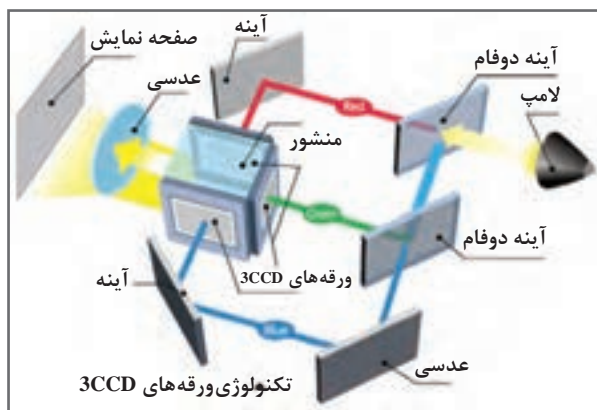 صفحه نمایش
آینه
آینه دوفام
عدسی
لامپ
منشور
Red
Green
آینه دوفام
ورقه‌های 3CCD
آینه
Blue
عدسی
تکنولوژی ورقه‌های 3CCD